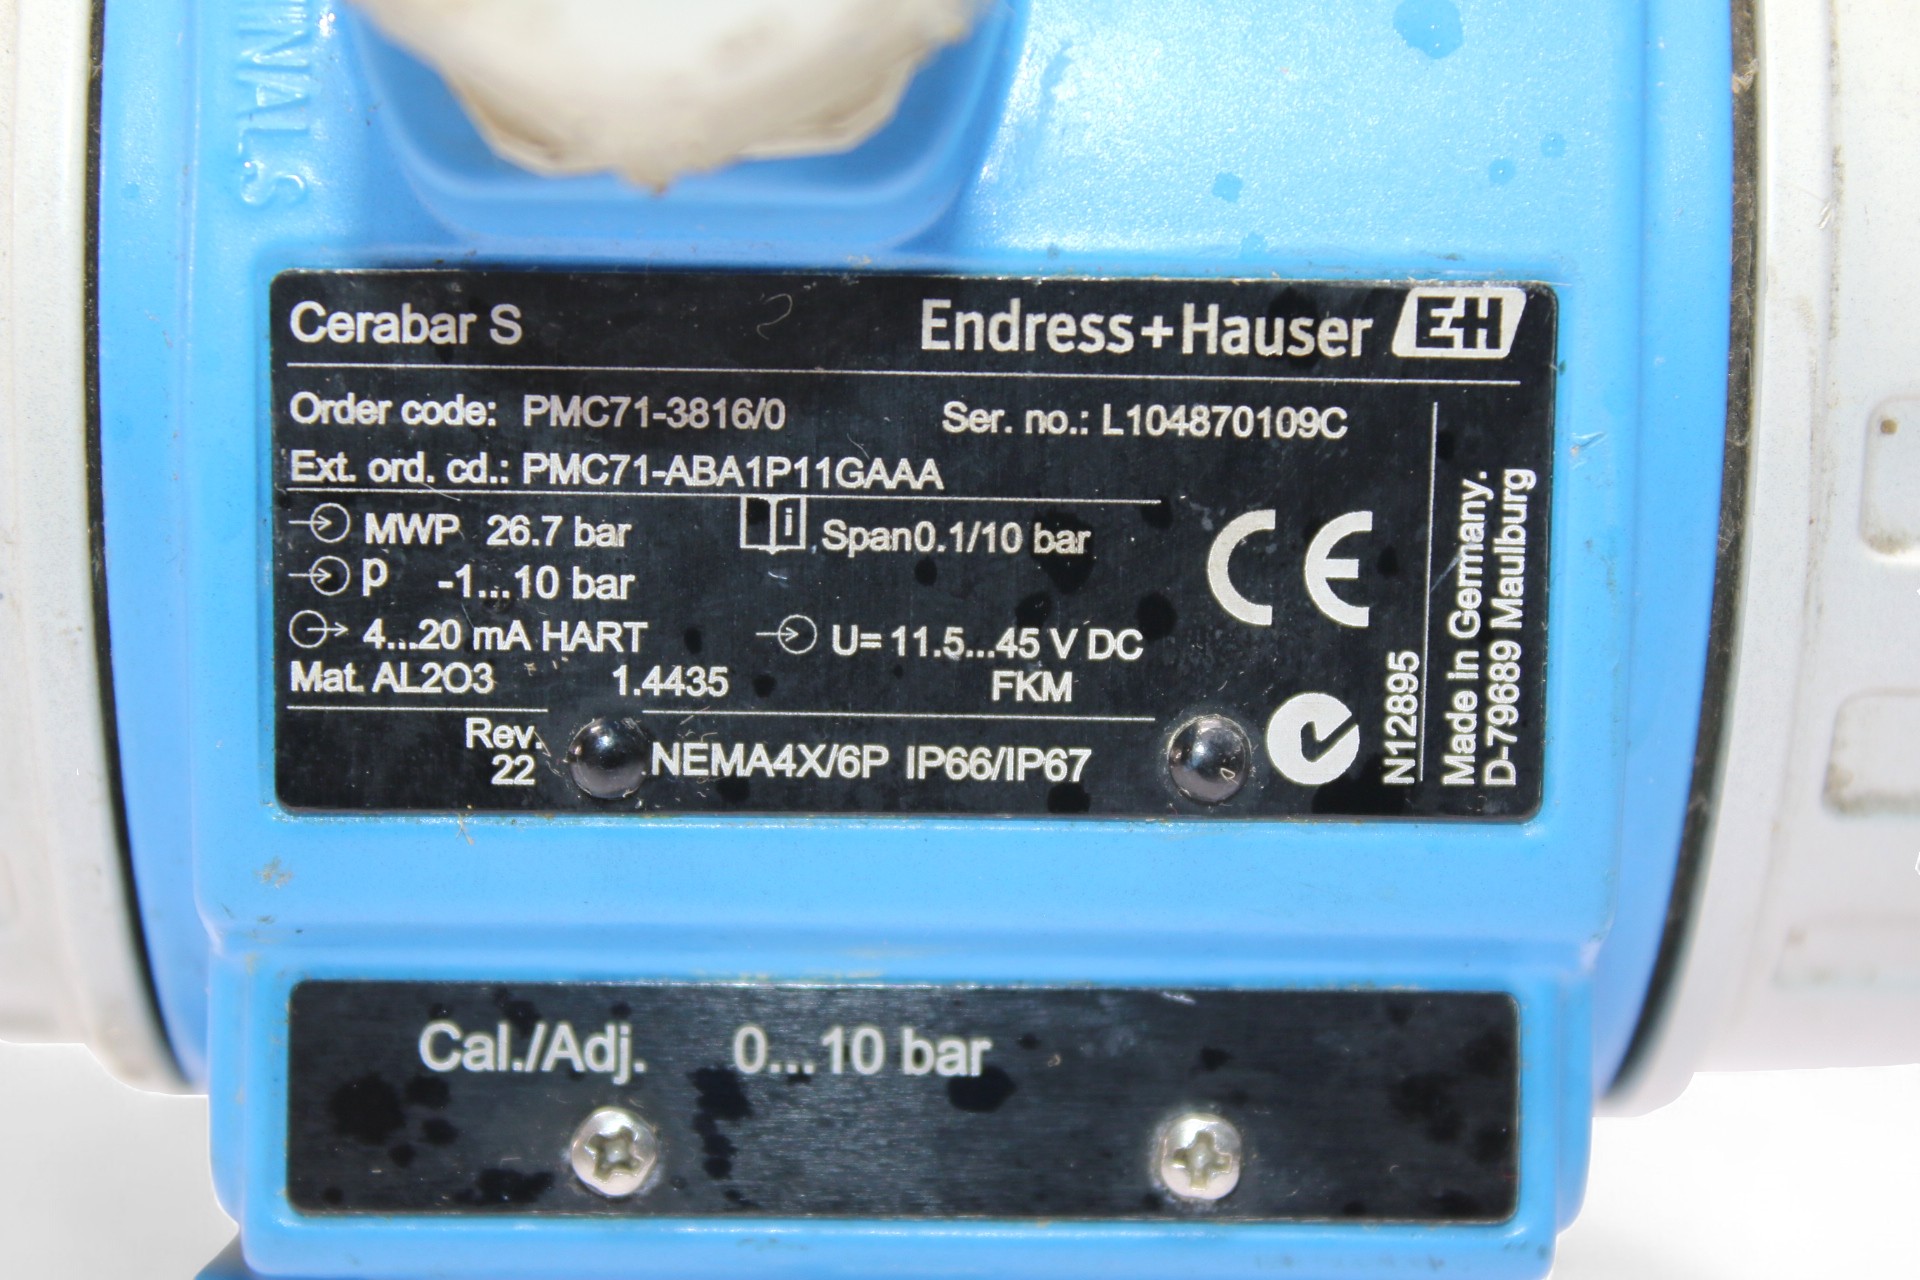 NALS
Cerabar S
Endress+Hauser EH
Order code: PMC71-3816/0 Ser. no.: L104870109C
Ext. ord. cd.: PMC71-ABA1P11GAAA
MWP 26.7 bar i Span0.1/10 bar
p -1...10 bar
4...20 mA HART U= 11.5...45 V DC
Mat. AL2O3 1.4435 FKM
Rev. 22
NEMA4X/6P IP66/IP67
CE
N12895
Made in Germany.
D-79689 Maulburg
Cal./Adj. 0...10 bar